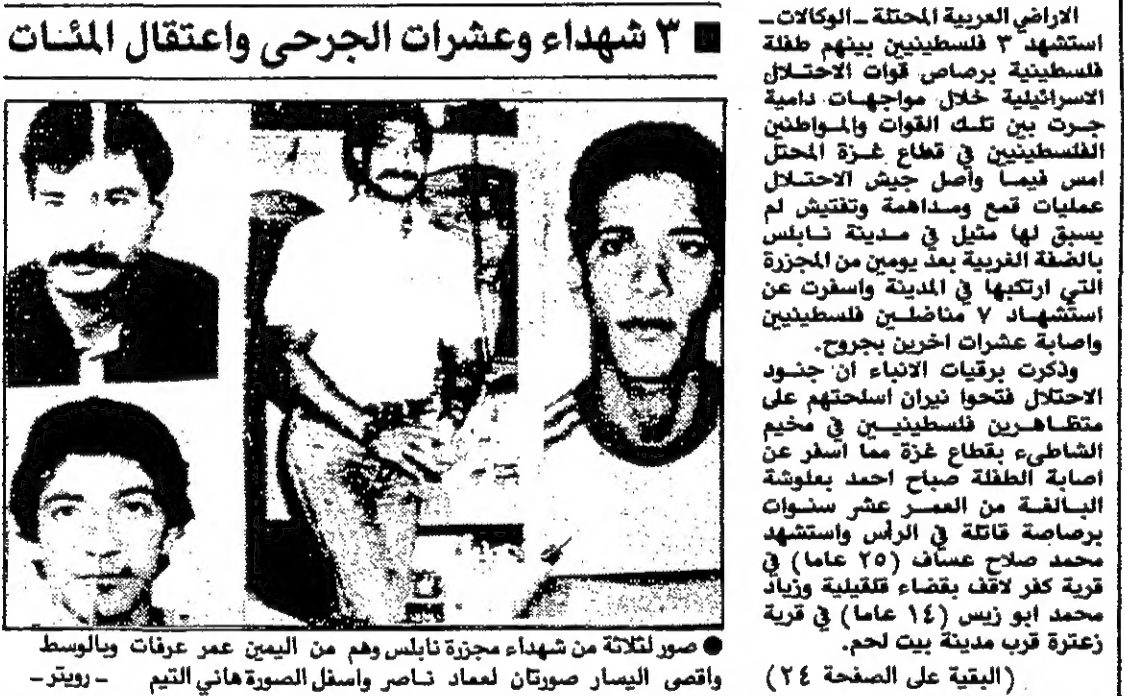 ■ ٣ شهداء وعشرات الجرحى واعتقال المئات
الاراضي العربية المحتلة ـ الوكالات ـ
استشهد ٣ فلسطينيين بينهم طفلة
فلسطينية برصاص قوات الاحتلال
الاسرائيلية خلال مواجهات دامية
جرت بين تلك القوات والمواطنين
الفلسطينيين في قطاع غزة المحتل
امس فيما واصل جيش الاحتلال
عمليات قمع ومداهمة وتفتيش لم
يسبق لها مثيل في مدينة نابلس
بالضفة الغربية بعد يومين من المجزرة
التي ارتكبها في المدينة واسفرت عن
استشهاد ٧ مناضلين فلسطينيين
واصابة عشرات اخرين بجروح.
وذكرت برقيات الانباء ان جنود
الاحتلال فتحوا نيران اسلحتهم على
متظاهرين فلسطينيين في مخيم
الشاطىء بقطاع غزة مما اسفر عن
اصابة الطفلة صباح احمد بعلوشة
البالغة من العمر عشر سنوات
برصاصة قاتلة في الرأس واستشهد
محمد صلاح عساف (٢٥ عاما) في
قرية كفر لاقف بقضاء قلقيلية وزياد
محمد ابو زيس (١٤ عاما) في قرية
زعترة قرب مدينة بيت لحم.
(البقية على الصفحة ٢٤)
● صور لثلاثة من شهداء مجزرة نابلس وهم من اليمين عمر عرفات وبالوسط
واقصى اليسار صورتان لعماد ناصر واسفل الصورة هاني التيم ـ رويتر ـ